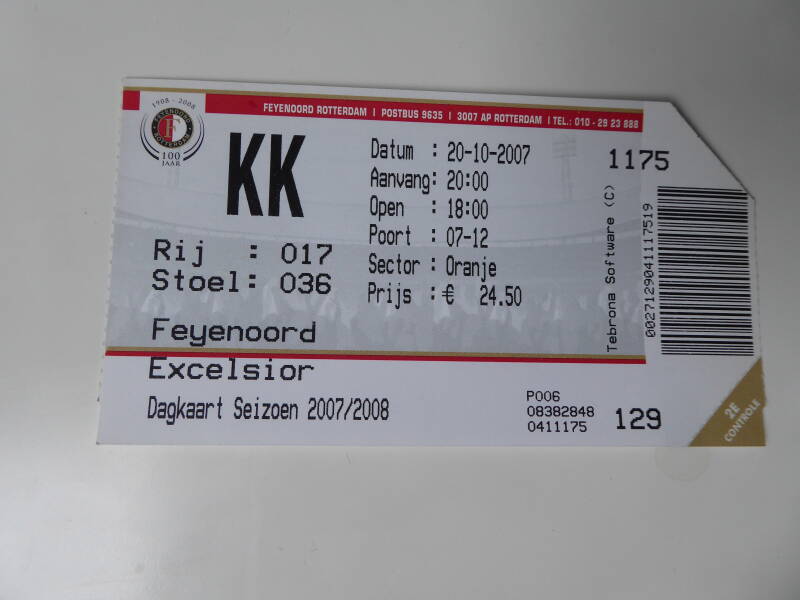 FEYENOORD ROTTERDAM | POSTBUS 9635 | 3007 AP ROTTERDAM | TEL.: 010 - 29 23 888
1908 - 2008
FEYENOORD
F
ROTTERDAM
100
JAAR
KK
Rij : 017
Stoel: 036
Datum : 20-10-2007
Aanvang: 20:00
Open : 18:00
Poort : 07-12
Sector : Oranje
Prijs : € 24.50
Feyenoord
Excelsior
Dagkaart Seizoen 2007/2008
P006
08382848
0411175
129
1175
Tebrona Software (C)
0027129041117519
2E
CONTROLE